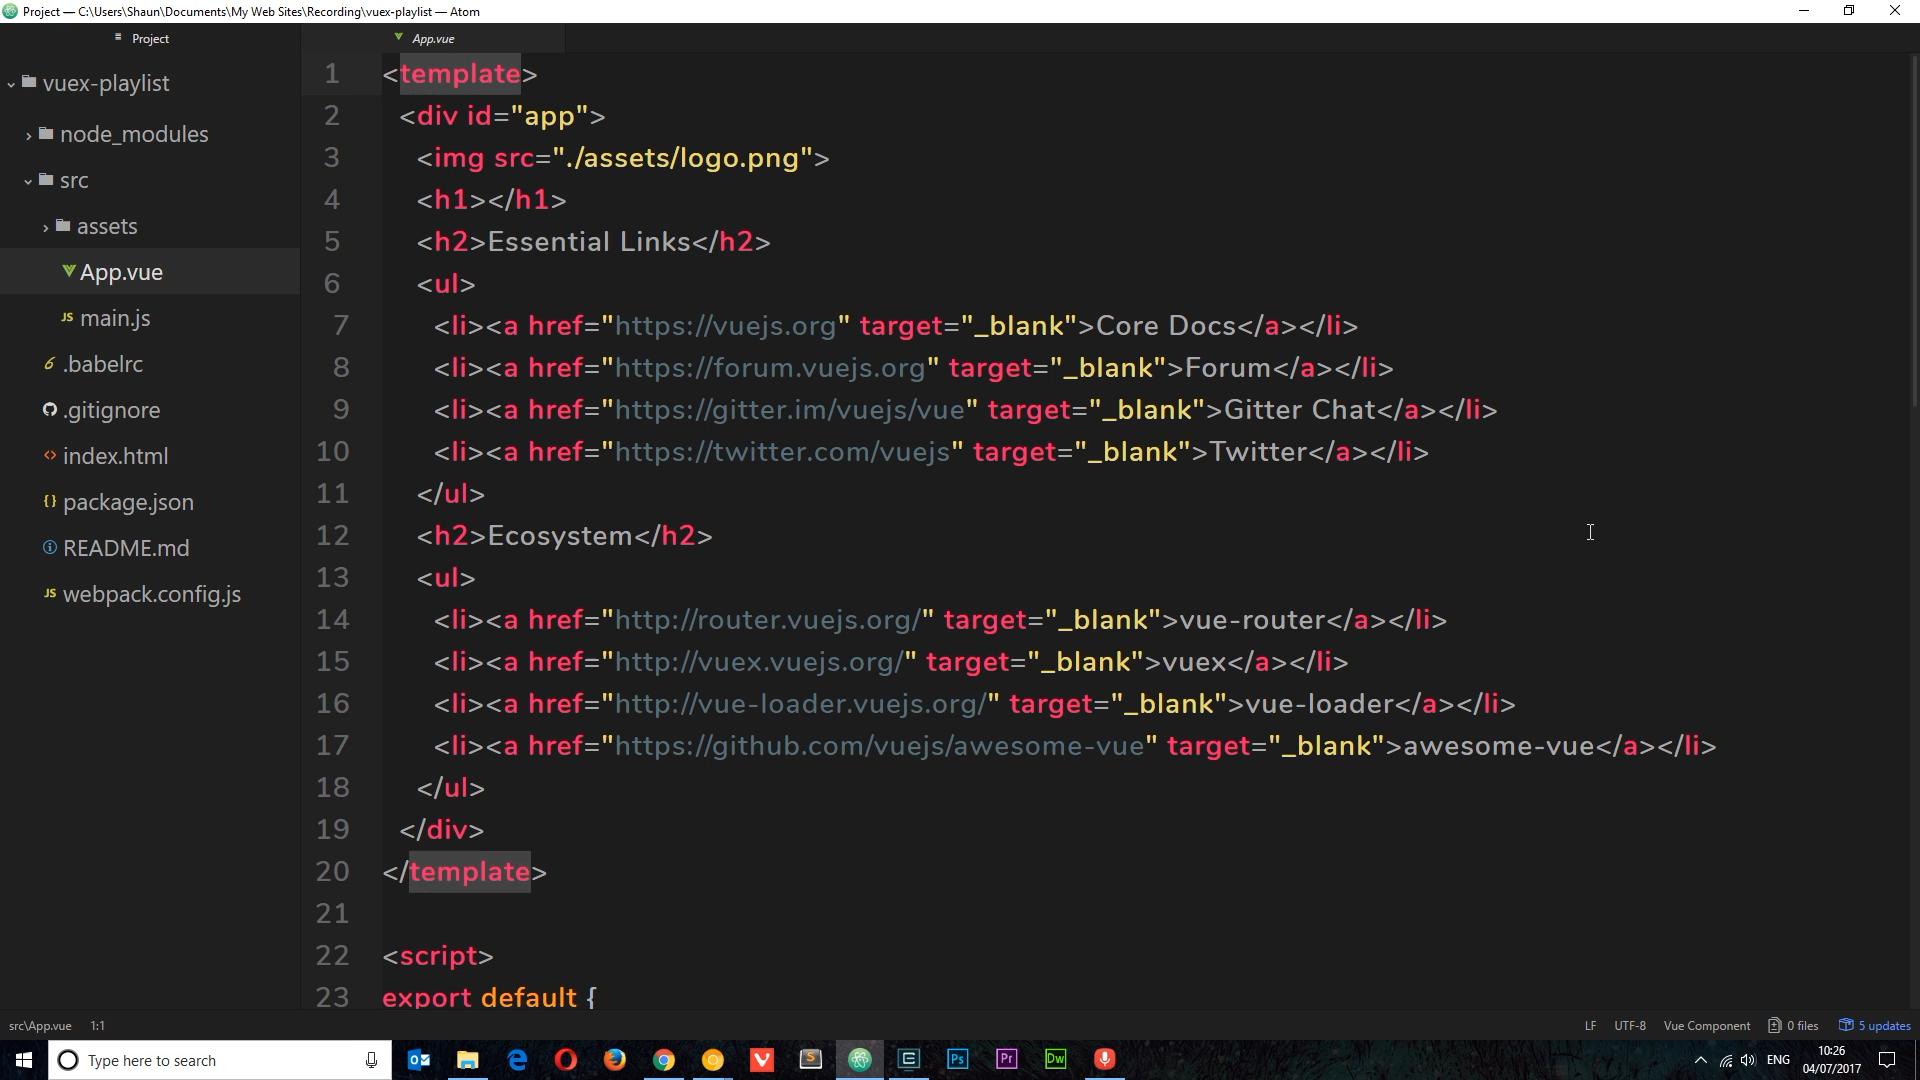 Project — C:\Users\Shaun\Documents\My Web Sites\Recording\vuex-playlist — Atom
Project
App.vue
vuex-playlist
node_modules
src
assets
App.vue
JS main.js
.babelrc
.gitignore
index.html
package.json
README.md
JS webpack.config.js
1 <template>
2 <div id="app">
3 <img src="./assets/logo.png">
4 <h1></h1>
5 <h2>Essential Links</h2>
6 <ul>
7 <li><a href="https://vuejs.org" target="_blank">Core Docs</a></li>
8 <li><a href="https://forum.vuejs.org" target="_blank">Forum</a></li>
9 <li><a href="https://gitter.im/vuejs/vue" target="_blank">Gitter Chat</a></li>
10 <li><a href="https://twitter.com/vuejs" target="_blank">Twitter</a></li>
11 </ul>
12 <h2>Ecosystem</h2>
13 <ul>
14 <li><a href="http://router.vuejs.org/" target="_blank">vue-router</a></li>
15 <li><a href="http://vuex.vuejs.org/" target="_blank">vuex</a></li>
16 <li><a href="http://vue-loader.vuejs.org/" target="_blank">vue-loader</a></li>
17 <li><a href="https://github.com/vuejs/awesome-vue" target="_blank">awesome-vue</a></li>
18 </ul>
19 </div>
20 </template>
21
22 <script>
23 export default {
src\App.vue 1:1 LF UTF-8 Vue Component 0 files 5 updates
Type here to search
Ps Pr Dw
ENG
10:26
04/07/2017